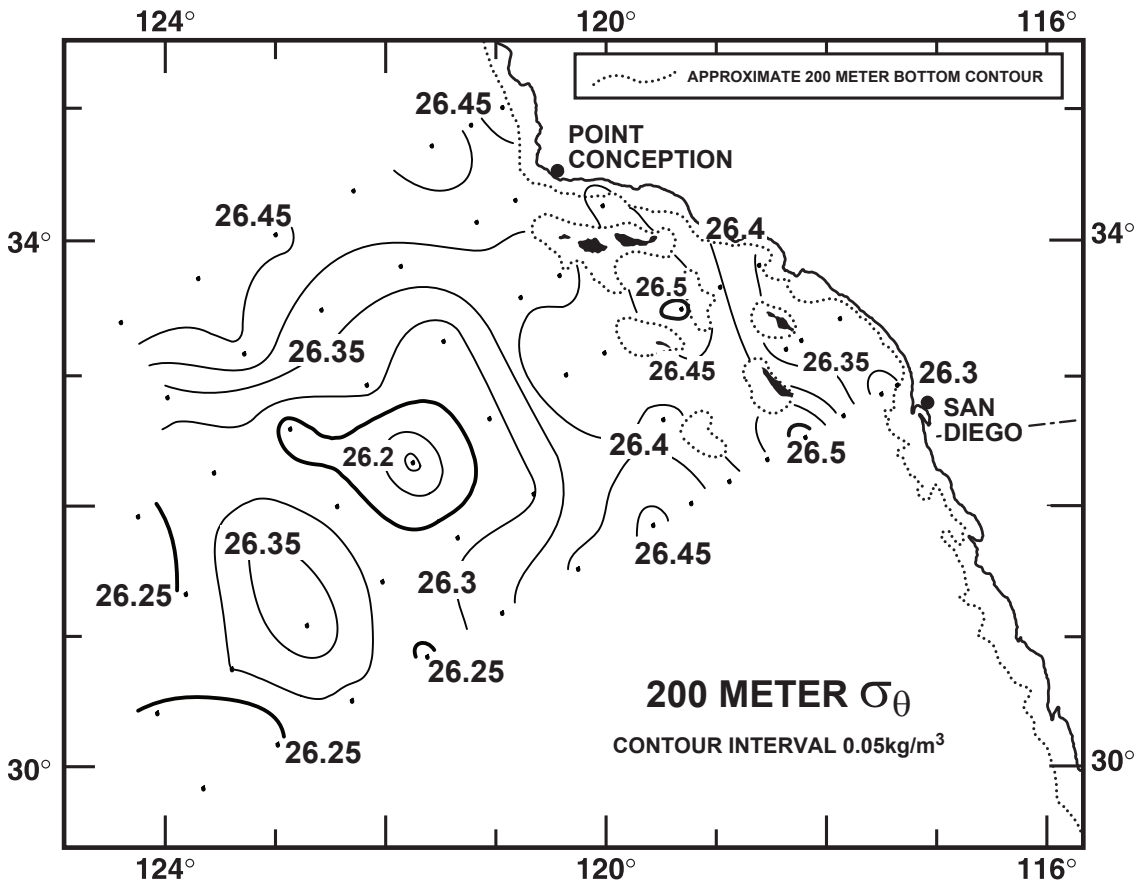 124° 120° 116°
APPROXIMATE 200 METER BOTTOM CONTOUR
26.45
POINT
CONCEPTION
26.45
34° 26.4 34°
26.5
26.35
26.45
26.35
26.3
SAN
DIEGO
26.4
26.2
26.5
26.35
26.45
26.3
26.25
26.25
200 METER σθ
CONTOUR INTERVAL 0.05kg/m³
26.25
30° 30°
124° 120° 116°